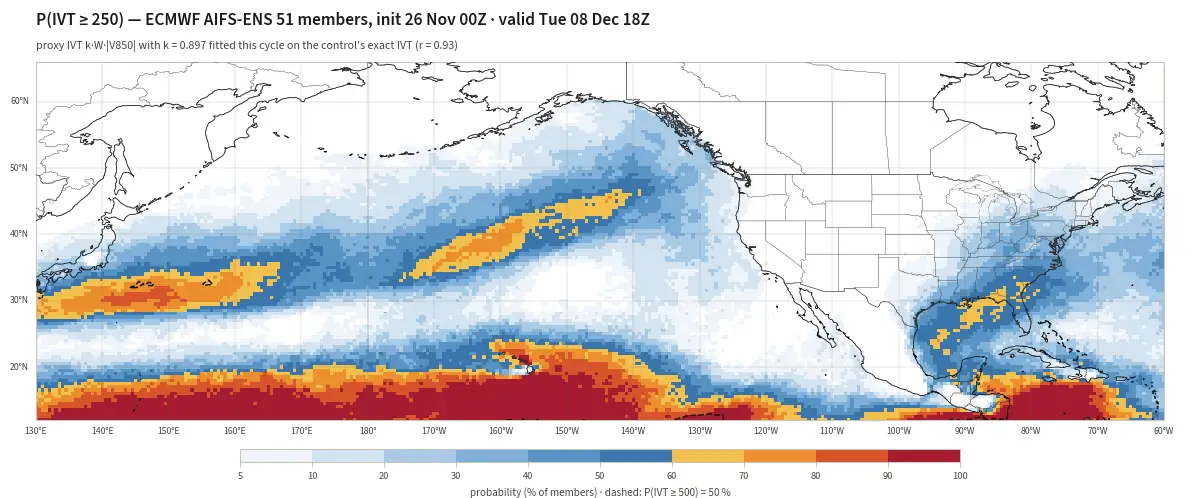 P(IVT ≥ 250) — ECMWF AIFS-ENS 51 members, init 26 Nov 00Z · valid Tue 08 Dec 18Z
proxy IVT k·W·|V850| with k = 0.897 fitted this cycle on the control's exact IVT (r = 0.93)
60°N
50°N
40°N
30°N
20°N
130°E 140°E 150°E 160°E 170°E 180° 170°W 160°W 150°W 140°W 130°W 120°W 110°W 100°W 90°W 80°W 70°W 60°W
5 10 20 30 40 50 60 70 80 90 100
probability (% of members) · dashed: P(IVT ≥ 500) = 50 %